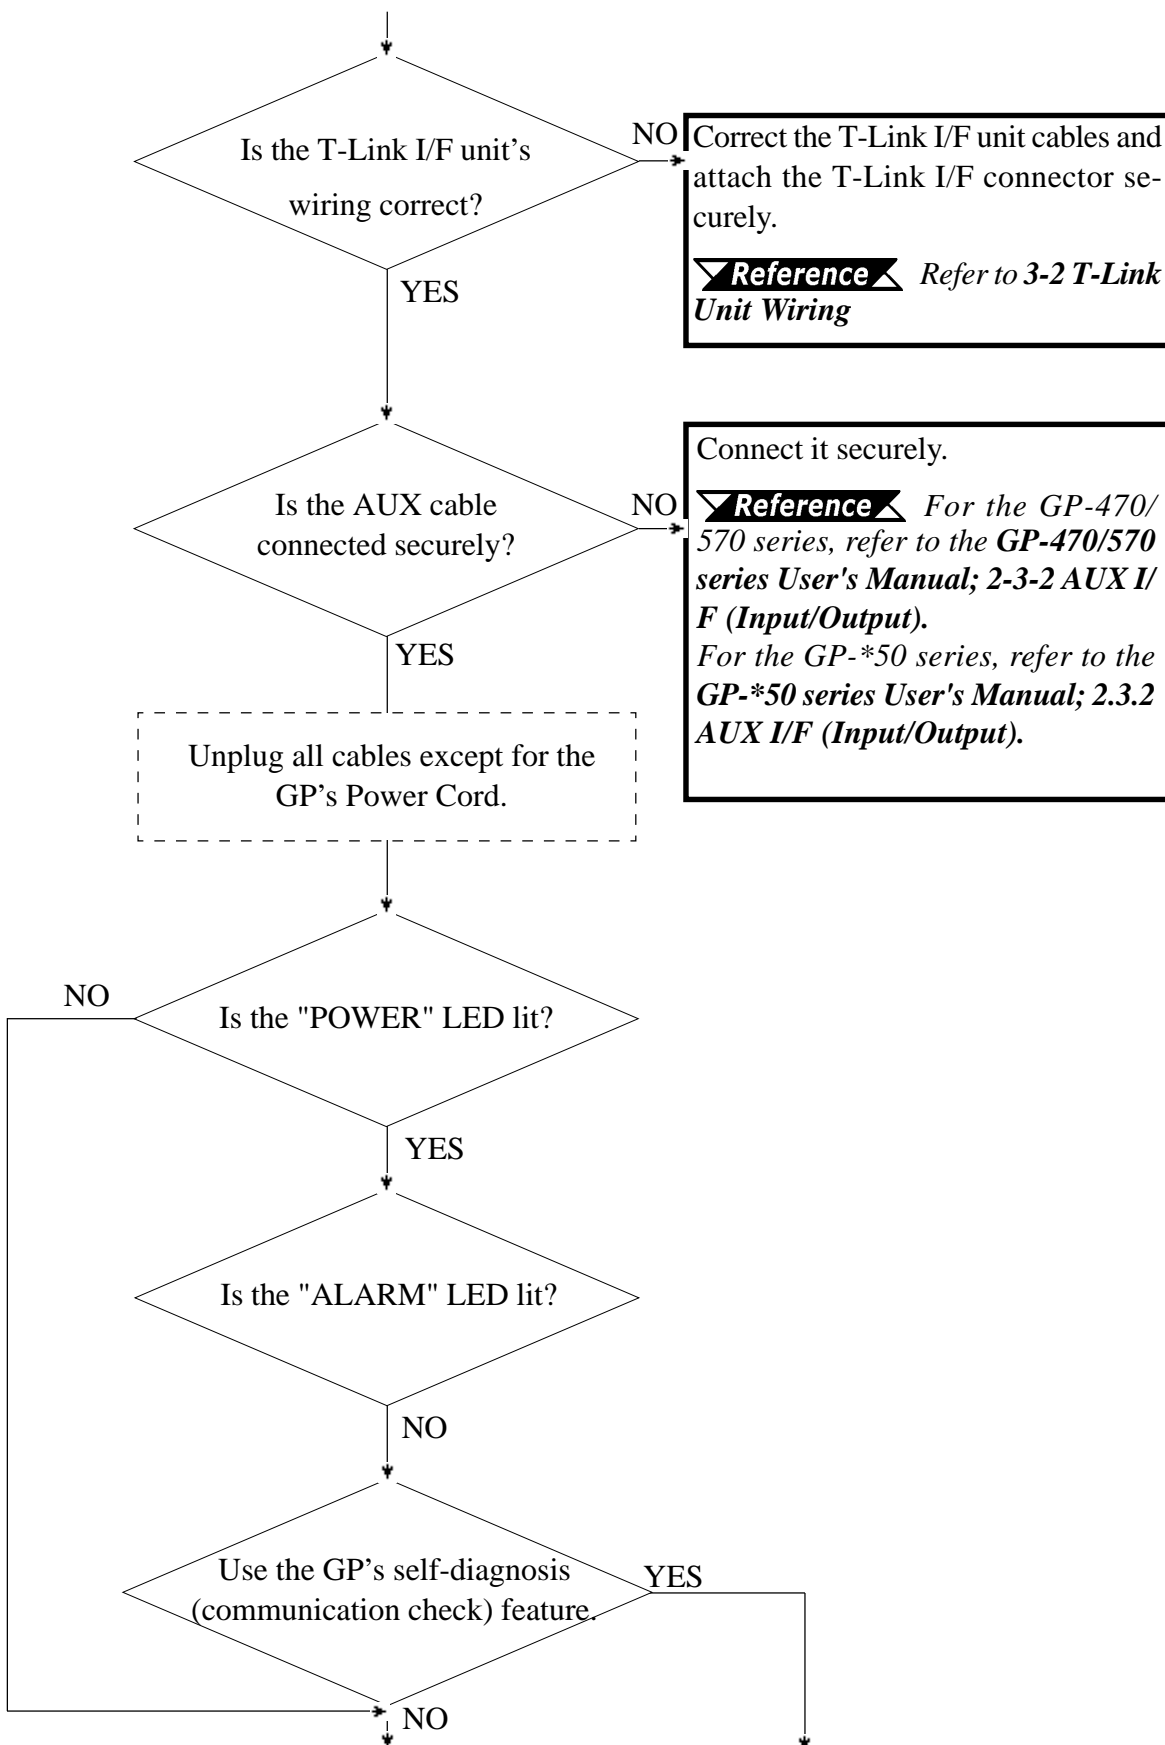 Is the T-Link I/F unit's
wiring correct?
NO
Correct the T-Link I/F unit cables and
attach the T-Link I/F connector se-
curely.
Reference Refer to 3-2 T-Link
Unit Wiring
YES
Is the AUX cable
connected securely?
NO
Connect it securely.
Reference For the GP-470/
570 series, refer to the GP-470/570
series User's Manual; 2-3-2 AUX I/
F (Input/Output).
For the GP-*50 series, refer to the
GP-*50 series User's Manual; 2.3.2
AUX I/F (Input/Output).
YES
Unplug all cables except for the
GP's Power Cord.
NO
Is the "POWER" LED lit?
YES
Is the "ALARM" LED lit?
NO
Use the GP's self-diagnosis
(communication check) feature.
YES
NO